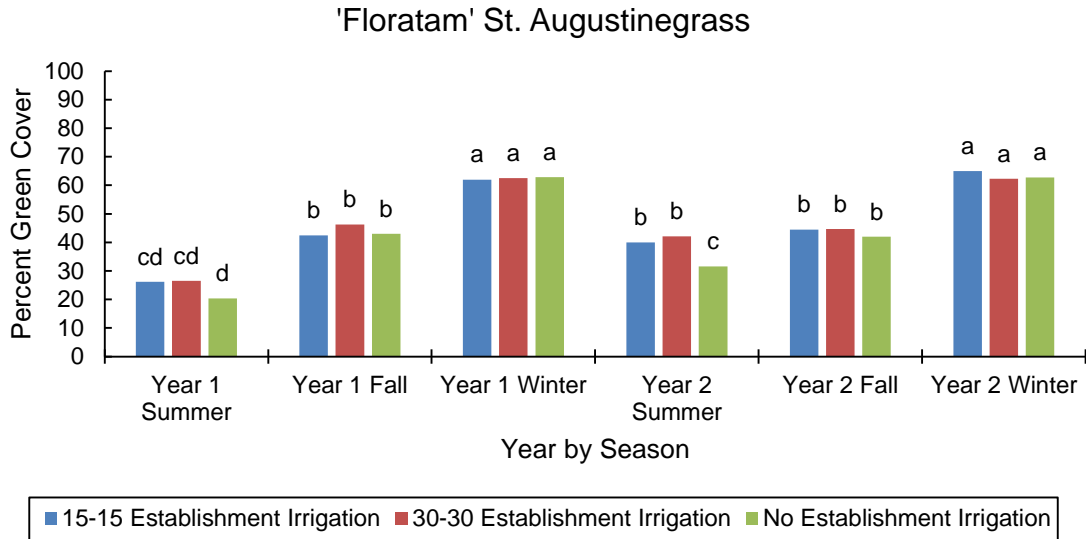 'Floratam' St. Augustinegrass
Percent Green Cover
100
90
80
70
60
50
40
30
20
10
0
cd cd d
b b b
a a a
b b c
b b b
a a a
Year 1
Summer
Year 1 Fall
Year 1 Winter
Year 2
Summer
Year 2 Fall
Year 2 Winter
Year by Season
15-15 Establishment Irrigation 30-30 Establishment Irrigation No Establishment Irrigation